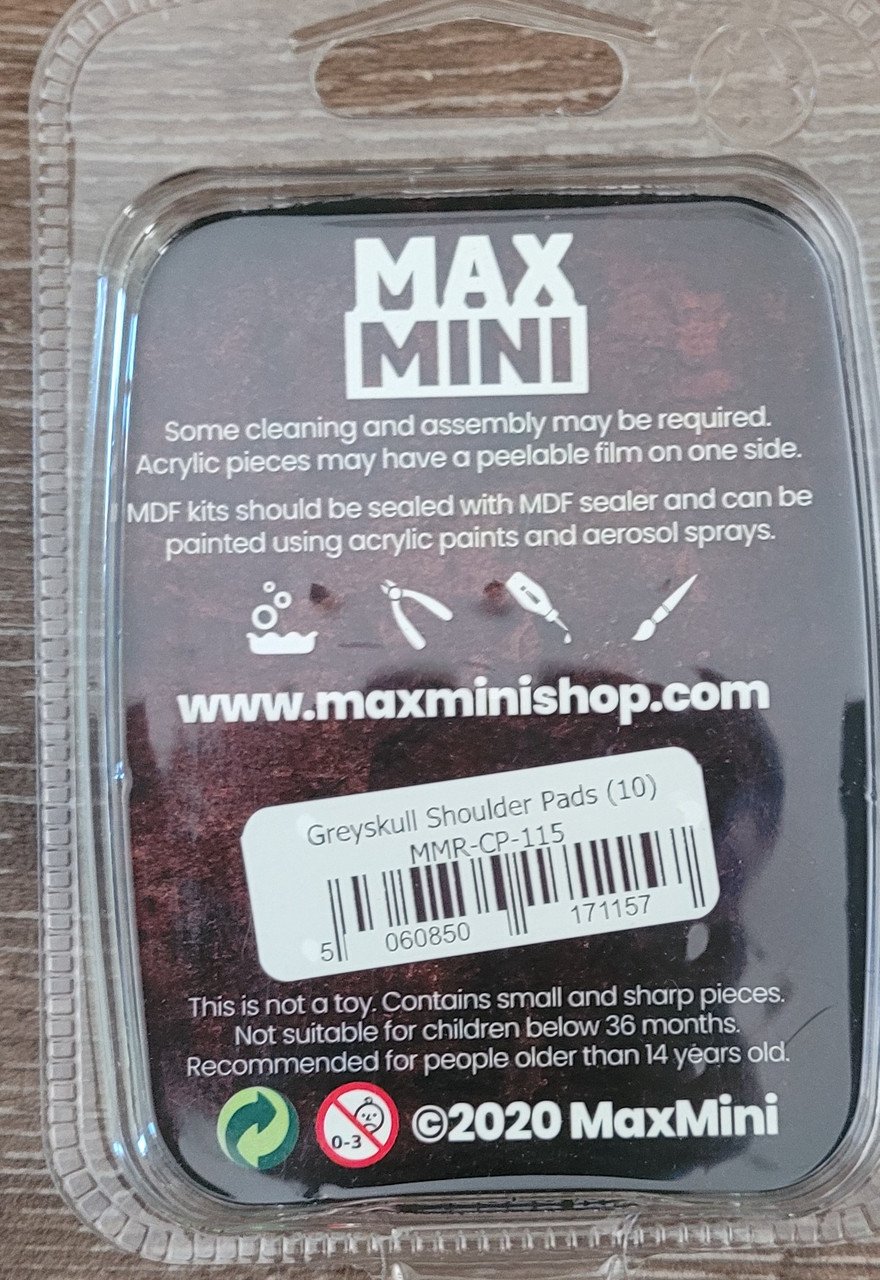 MAX
MINI
Some cleaning and assembly may be required.
Acrylic pieces may have a peelable film on one side.
MDF kits should be sealed with MDF sealer and can be
painted using acrylic paints and aerosol sprays.
www.maxminishop.com
Greyskull Shoulder Pads (10)
MMR-CP-115
5 060850 171157
This is not a toy. Contains small and sharp pieces.
Not suitable for children below 36 months.
Recommended for people older than 14 years old.
0-3 ©2020 MaxMini